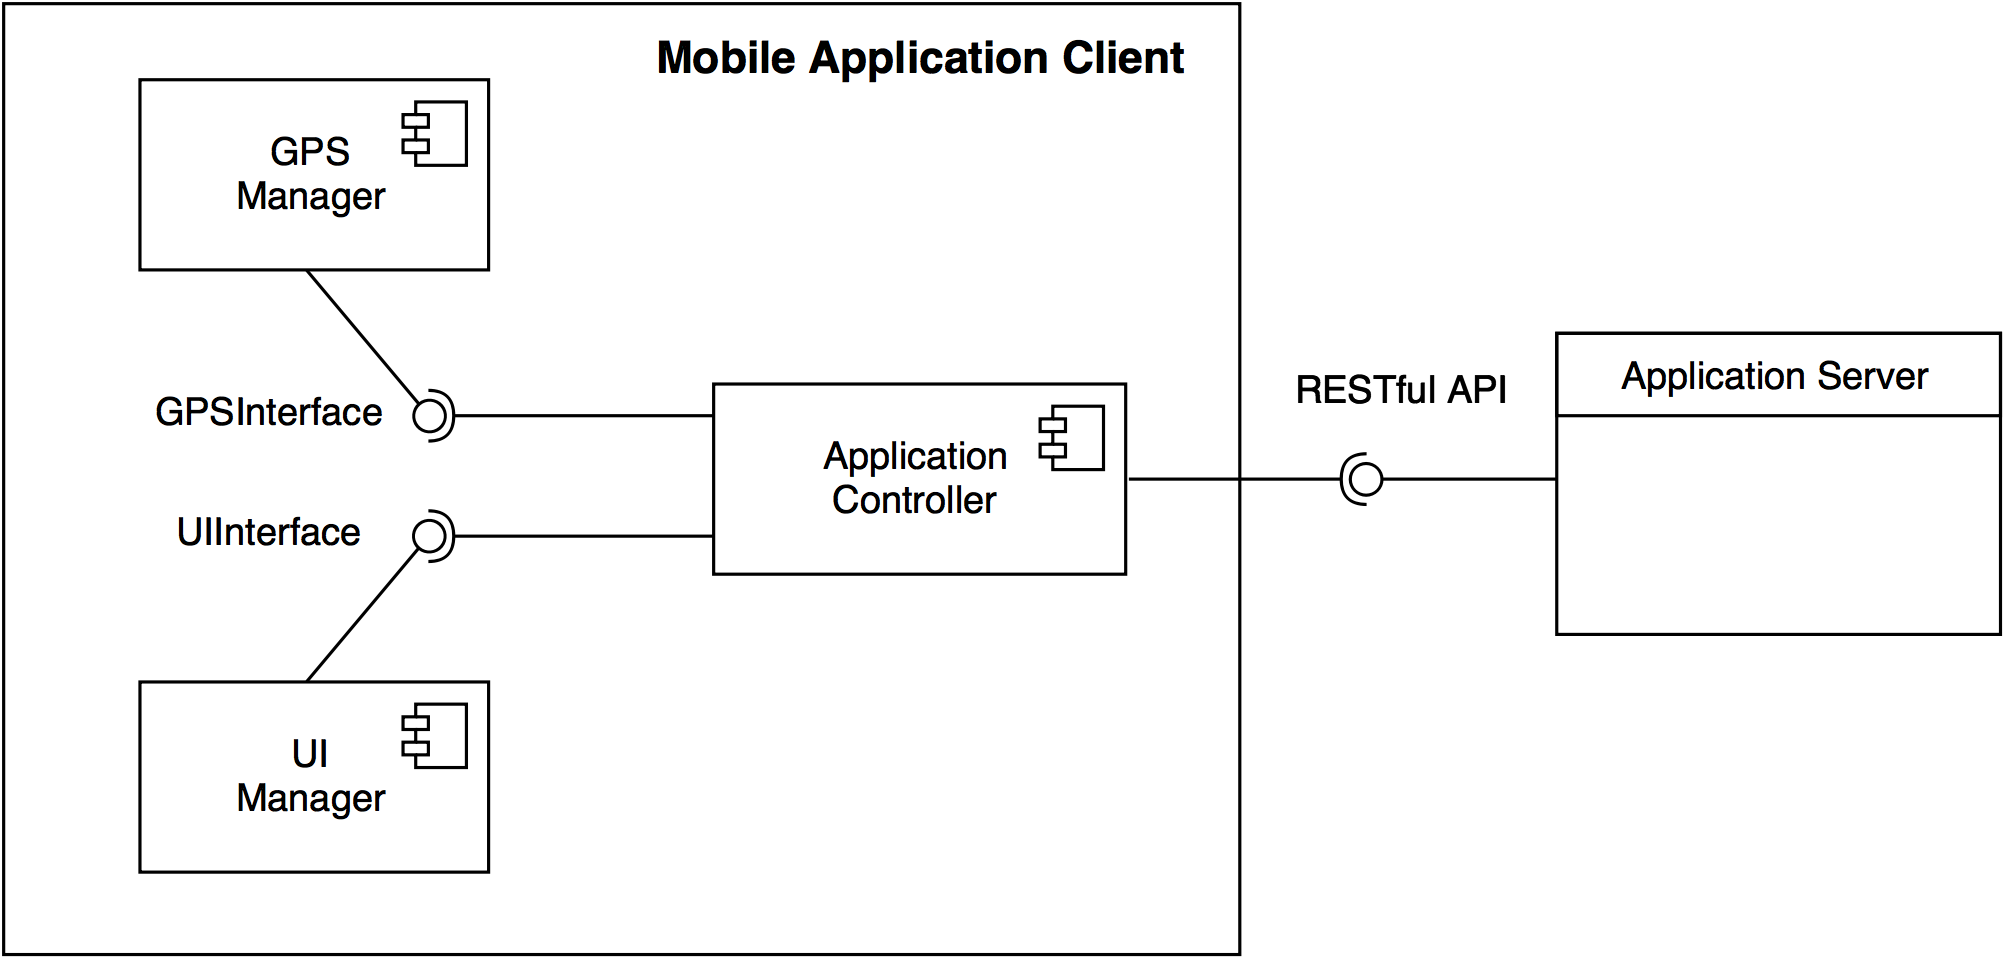 Mobile Application Client
GPS
Manager
GPSInterface
UIInterface
UI
Manager
Application
Controller
RESTful API
Application Server